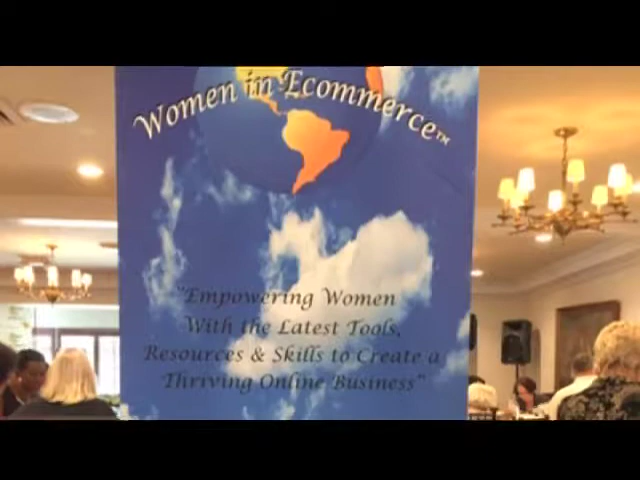 Women in Ecommerce™
"Empowering Women
With the Latest Tools,
Resources & Skills to Create a
Thriving Online Business"